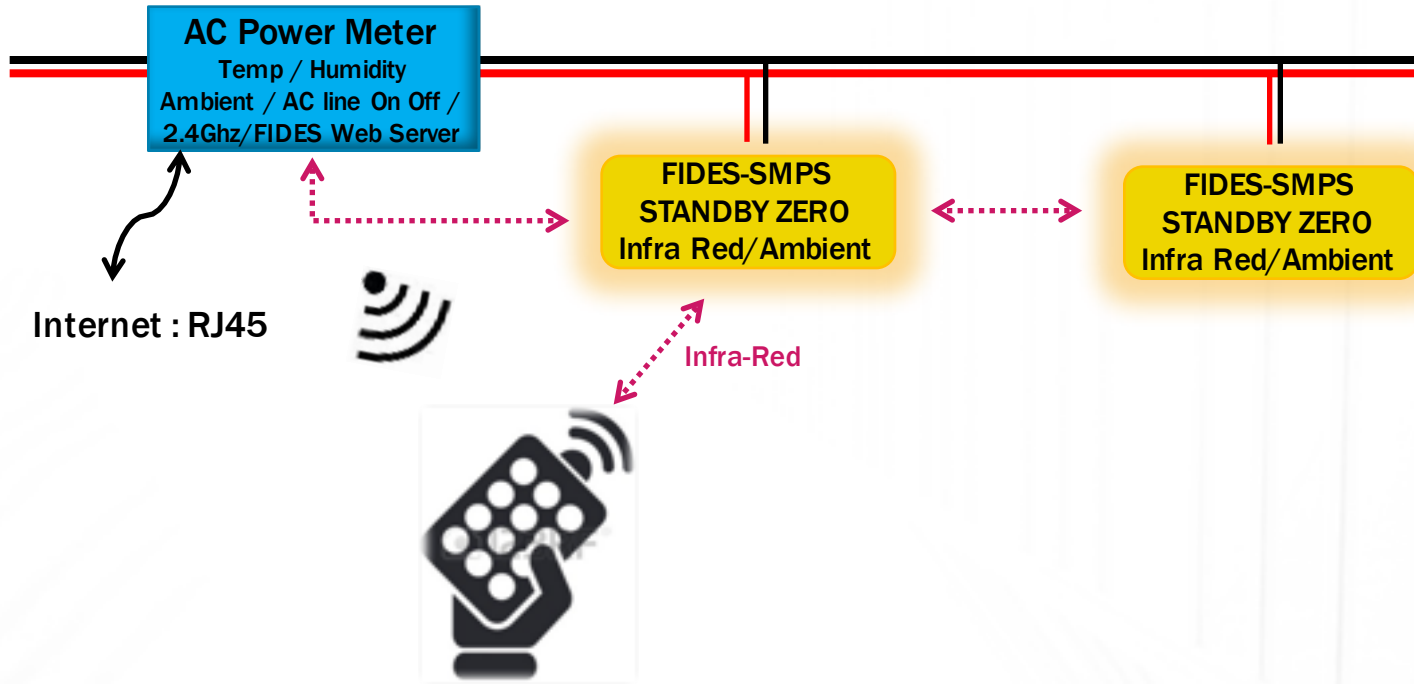 AC Power Meter
Temp / Humidity
Ambient / AC line On Off /
2.4Ghz/FIDES Web Server
FIDES-SMPS
STANDBY ZERO
Infra Red/Ambient
FIDES-SMPS
STANDBY ZERO
Infra Red/Ambient
Internet : RJ45
Infra-Red